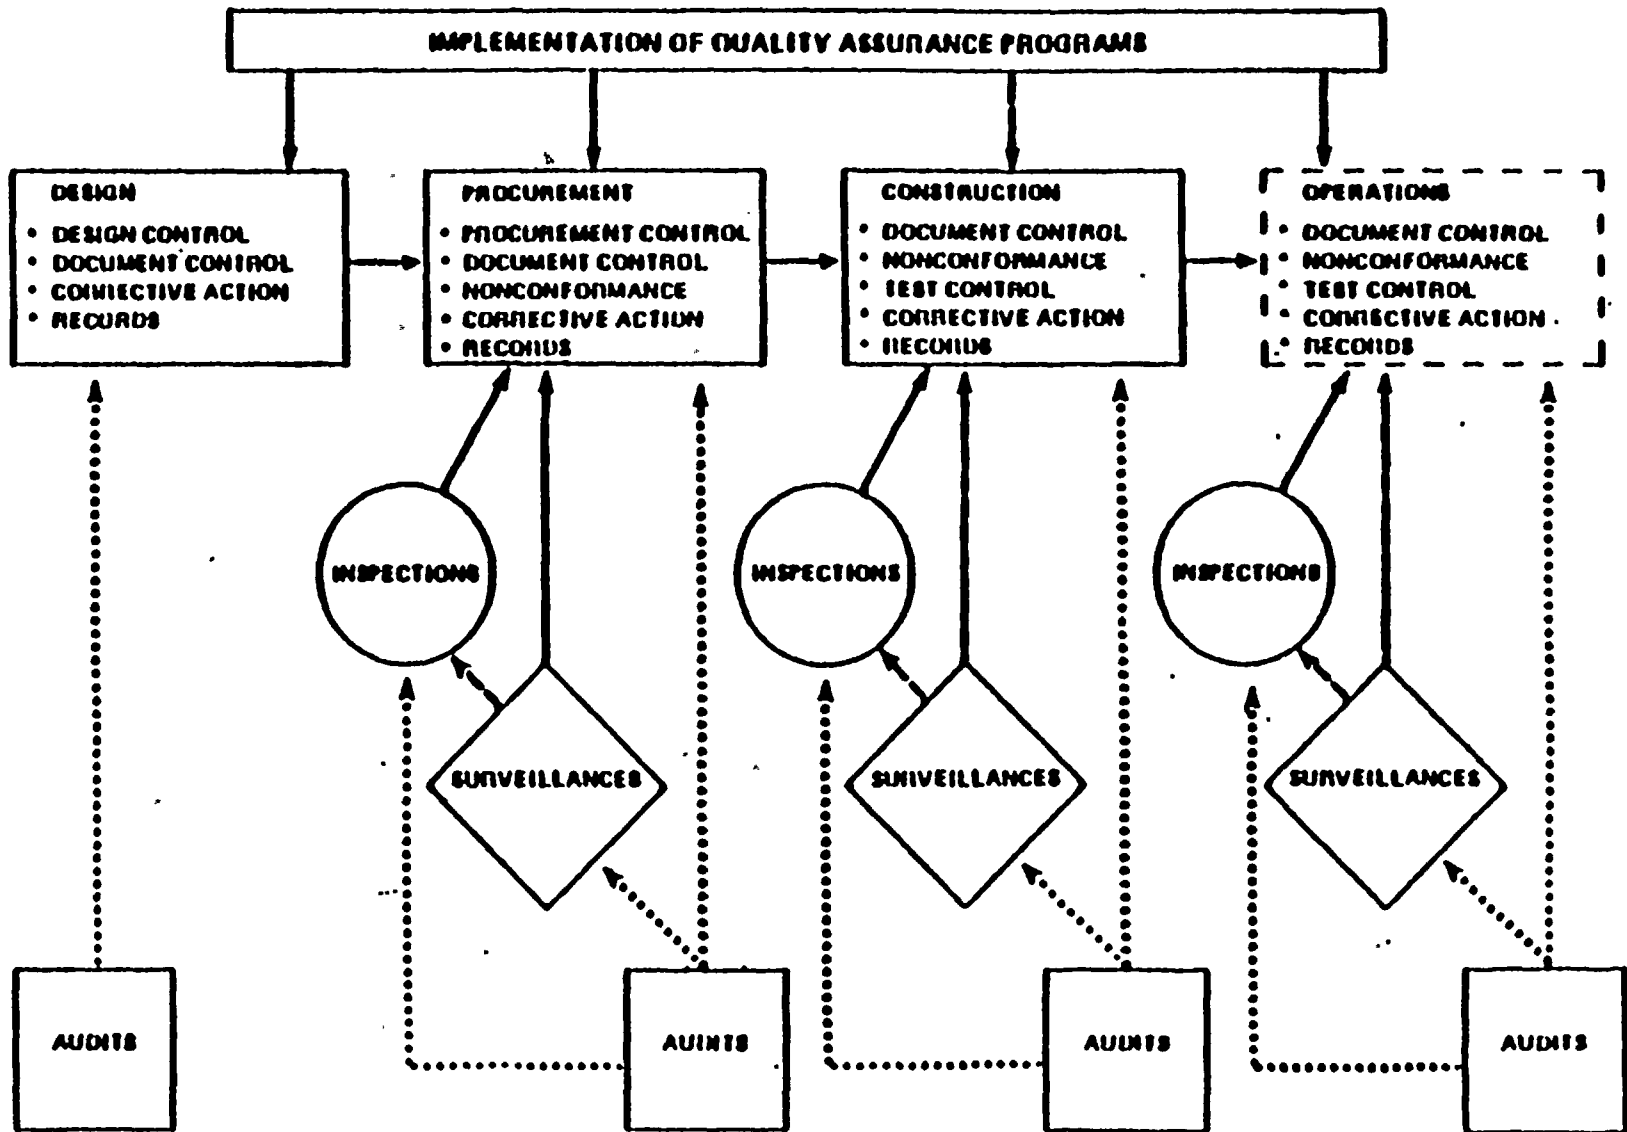 IMPLEMENTATION OF QUALITY ASSURANCE PROGRAMS
DESIGN
• DESIGN CONTROL
• DOCUMENT CONTROL
• CORRECTIVE ACTION
• RECORDS
PROCUREMENT
• PROCUREMENT CONTROL
• DOCUMENT CONTROL
• NONCONFORMANCE
• CORRECTIVE ACTION
• RECORDS
CONSTRUCTION
• DOCUMENT CONTROL
• NONCONFORMANCE
• TEST CONTROL
• CORRECTIVE ACTION
• RECORDS
OPERATIONS
• DOCUMENT CONTROL
• NONCONFORMANCE
• TEST CONTROL
• CORRECTIVE ACTION
• RECORDS
INSPECTIONS
INSPECTIONS
INSPECTIONS
SURVEILLANCES
SURVEILLANCES
SURVEILLANCES
AUDITS
AUDITS
AUDITS
AUDITS